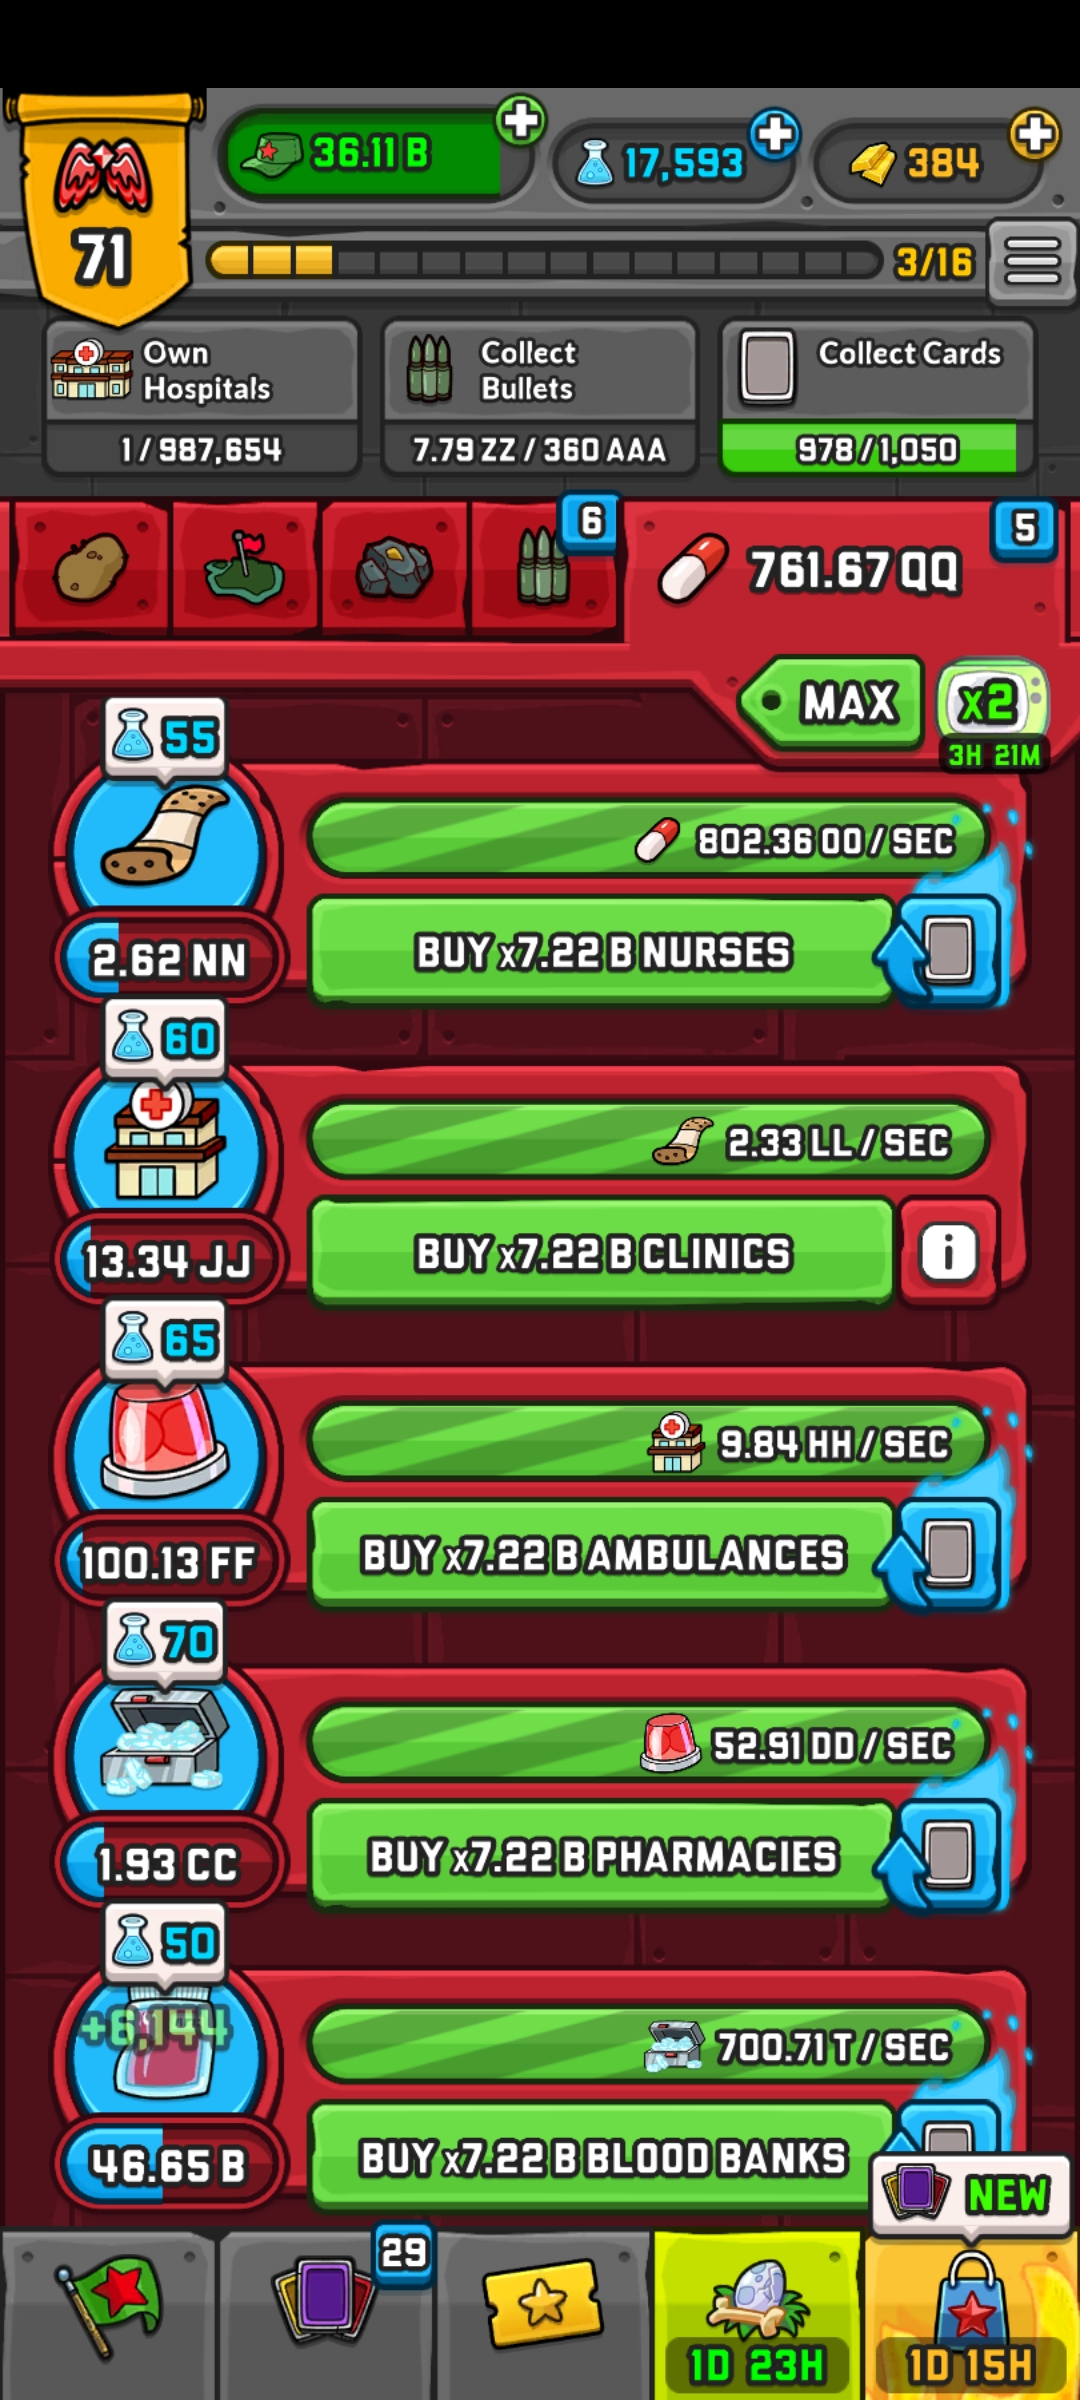 36.11 B
17,593
384
71
3/16
Own
Hospitals
1 / 987,654
Collect
Bullets
7.79 ZZ / 360 AAA
Collect Cards
978 / 1,050
6
761.67 QQ
5
MAX
x2
3H 21M
55
802.36 OO / SEC
BUY x7.22 B NURSES
2.62 NN
60
2.33 LL / SEC
BUY x7.22 B CLINICS
i
13.34 JJ
65
9.84 HH / SEC
BUY x7.22 B AMBULANCES
100.13 FF
70
52.91 DD / SEC
BUY x7.22 B PHARMACIES
1.93 CC
50
+6,144
700.71 T / SEC
BUY x7.22 B BLOOD BANKS
46.65 B
NEW
29
1D 23H
1D 15H